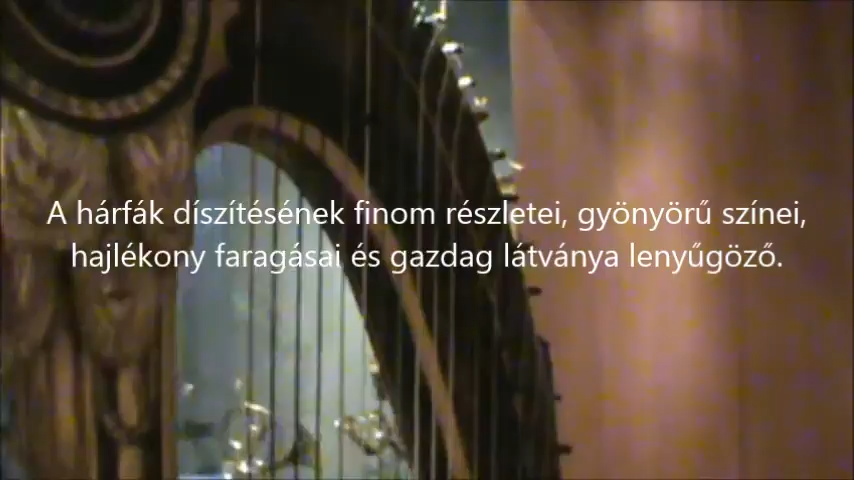 A hárfák díszítésének finom részletei, gyönyörű színei,
hajlékony faragásai és gazdag látványa lenyűgöző.